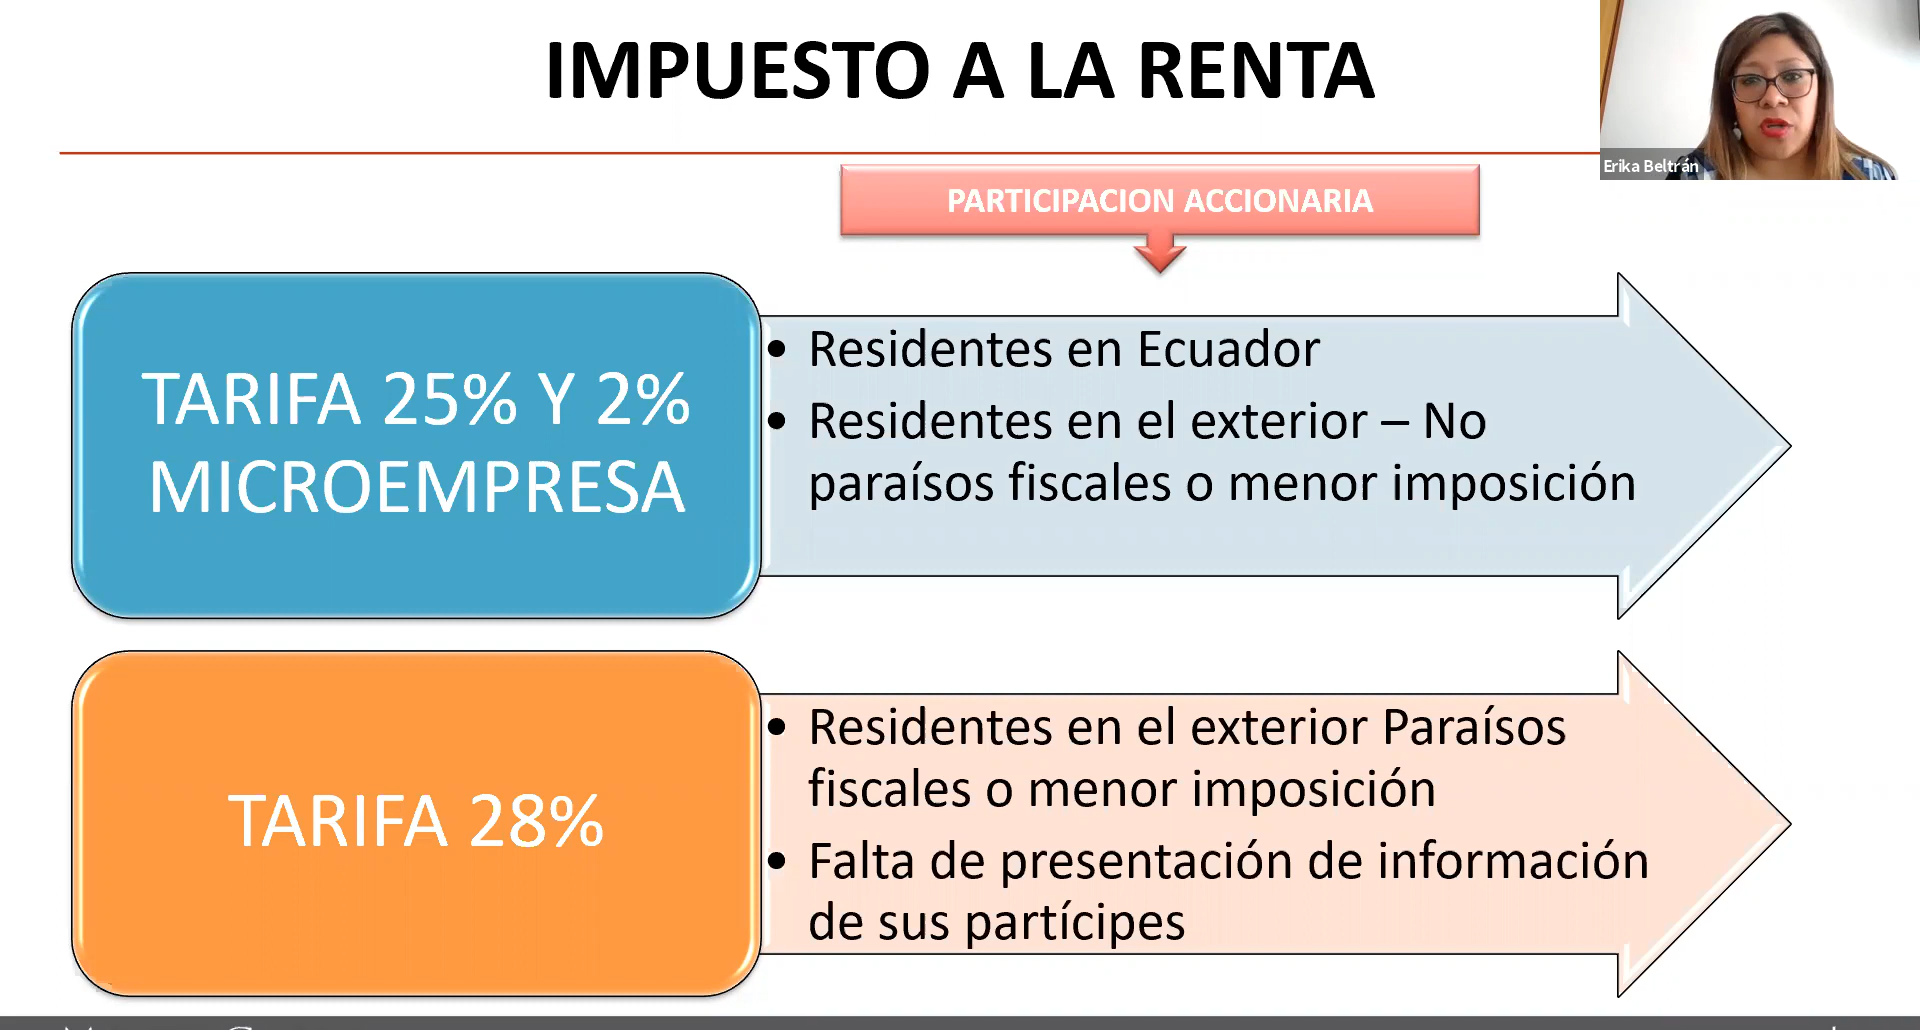 IMPUESTO A LA RENTA
Erika Beltrán
PARTICIPACION ACCIONARIA
TARIFA 25% Y 2%
MICROEMPRESA
• Residentes en Ecuador
• Residentes en el exterior – No
paraísos fiscales o menor imposición
TARIFA 28%
• Residentes en el exterior Paraísos
fiscales o menor imposición
• Falta de presentación de información
de sus partícipes